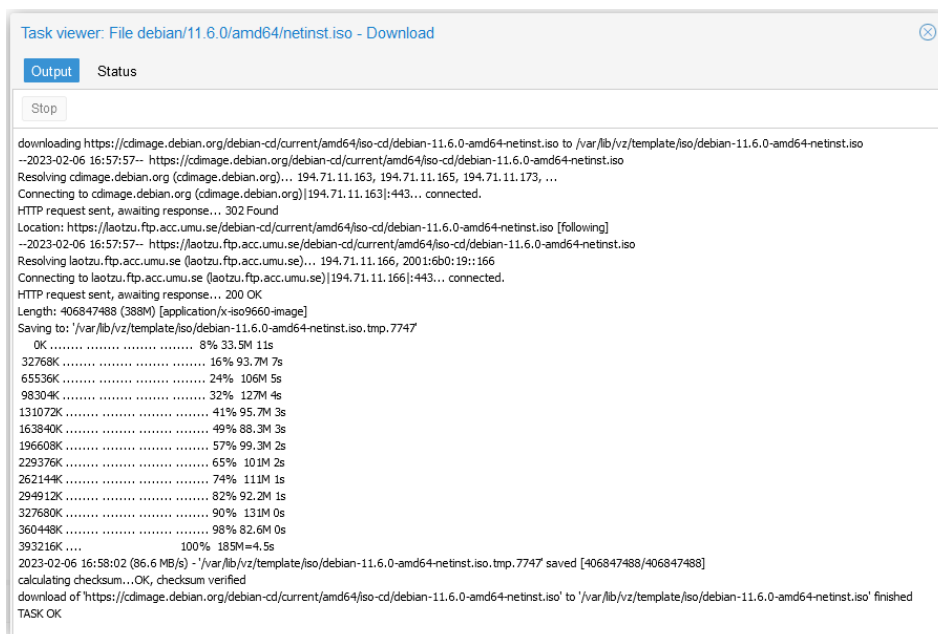 Task viewer: File debian/11.6.0/amd64/netinst.iso - Download
Output Status
Stop
downloading https://cdimage.debian.org/debian-cd/current/amd64/iso-cd/debian-11.6.0-amd64-netinst.iso to /var/lib/vz/template/iso/debian-11.6.0-amd64-netinst.iso
--2023-02-06 16:57:57-- https://cdimage.debian.org/debian-cd/current/amd64/iso-cd/debian-11.6.0-amd64-netinst.iso
Resolving cdimage.debian.org (cdimage.debian.org)... 194.71.11.163, 194.71.11.165, 194.71.11.173, ...
Connecting to cdimage.debian.org (cdimage.debian.org)|194.71.11.163|:443... connected.
HTTP request sent, awaiting response... 302 Found
Location: https://laotzu.ftp.acc.umu.se/debian-cd/current/amd64/iso-cd/debian-11.6.0-amd64-netinst.iso [following]
--2023-02-06 16:57:57-- https://laotzu.ftp.acc.umu.se/debian-cd/current/amd64/iso-cd/debian-11.6.0-amd64-netinst.iso
Resolving laotzu.ftp.acc.umu.se (laotzu.ftp.acc.umu.se)... 194.71.11.166, 2001:6b0:19::166
Connecting to laotzu.ftp.acc.umu.se (laotzu.ftp.acc.umu.se)|194.71.11.166|:443... connected.
HTTP request sent, awaiting response... 200 OK
Length: 406847488 (388M) [application/x-iso9660-image]
Saving to: '/var/lib/vz/template/iso/debian-11.6.0-amd64-netinst.iso.tmp.7747'
0K ........ ........ ........ ........ 8% 33.5M 11s
32768K ........ ........ ........ ........ 16% 93.7M 7s
65536K ........ ........ ........ ........ 24% 106M 5s
98304K ........ ........ ........ ........ 32% 127M 4s
131072K ........ ........ ........ ........ 41% 95.7M 3s
163840K ........ ........ ........ ........ 49% 88.3M 3s
196608K ........ ........ ........ ........ 57% 99.3M 2s
229376K ........ ........ ........ ........ 65% 101M 2s
262144K ........ ........ ........ ........ 74% 111M 1s
294912K ........ ........ ........ ........ 82% 92.2M 1s
327680K ........ ........ ........ ........ 90% 131M 0s
360448K ........ ........ ........ ........ 98% 82.6M 0s
393216K .... 100% 185M=4.5s
2023-02-06 16:58:02 (86.6 MB/s) - '/var/lib/vz/template/iso/debian-11.6.0-amd64-netinst.iso.tmp.7747' saved [406847488/406847488]
calculating checksum...OK, checksum verified
download of 'https://cdimage.debian.org/debian-cd/current/amd64/iso-cd/debian-11.6.0-amd64-netinst.iso' to '/var/lib/vz/template/iso/debian-11.6.0-amd64-netinst.iso' finished
TASK OK